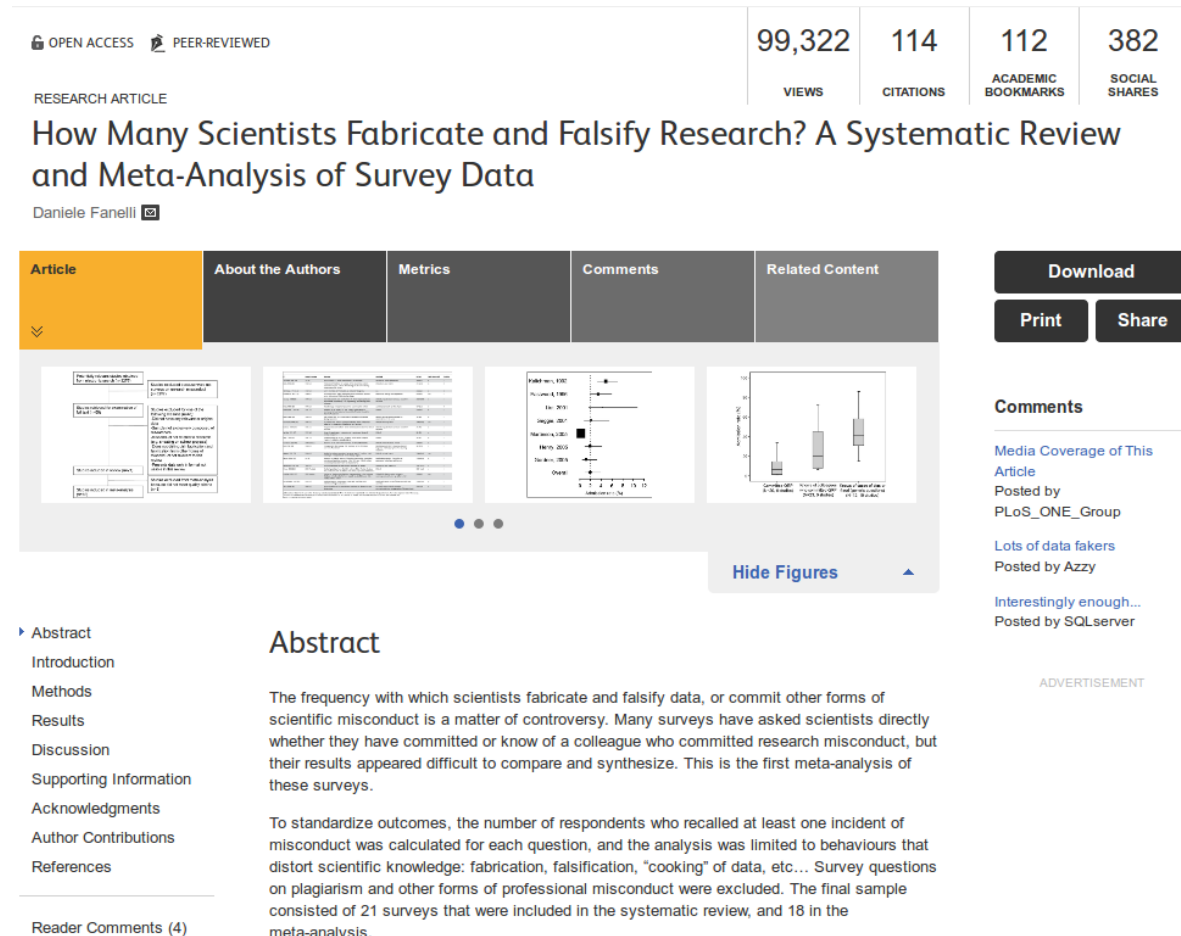 OPEN ACCESS PEER-REVIEWED
99,322 114 112 382
VIEWS CITATIONS ACADEMIC BOOKMARKS SOCIAL SHARES
RESEARCH ARTICLE
How Many Scientists Fabricate and Falsify Research? A Systematic Review
and Meta-Analysis of Survey Data
Daniele Fanelli
Article About the Authors Metrics Comments Related Content
Download
Print Share
Hide Figures
Comments
Media Coverage of This
Article
Posted by
PLoS_ONE_Group
Lots of data fakers
Posted by Azzy
Interestingly enough...
Posted by SQLserver
ADVERTISEMENT
Abstract
Introduction
Methods
Results
Discussion
Supporting Information
Acknowledgments
Author Contributions
References
Reader Comments (4)
Abstract
The frequency with which scientists fabricate and falsify data, or commit other forms of
scientific misconduct is a matter of controversy. Many surveys have asked scientists directly
whether they have committed or know of a colleague who committed research misconduct, but
their results appeared difficult to compare and synthesize. This is the first meta-analysis of
these surveys.
To standardize outcomes, the number of respondents who recalled at least one incident of
misconduct was calculated for each question, and the analysis was limited to behaviours that
distort scientific knowledge: fabrication, falsification, “cooking” of data, etc… Survey questions
on plagiarism and other forms of professional misconduct were excluded. The final sample
consisted of 21 surveys that were included in the systematic review, and 18 in the
meta-analysis.